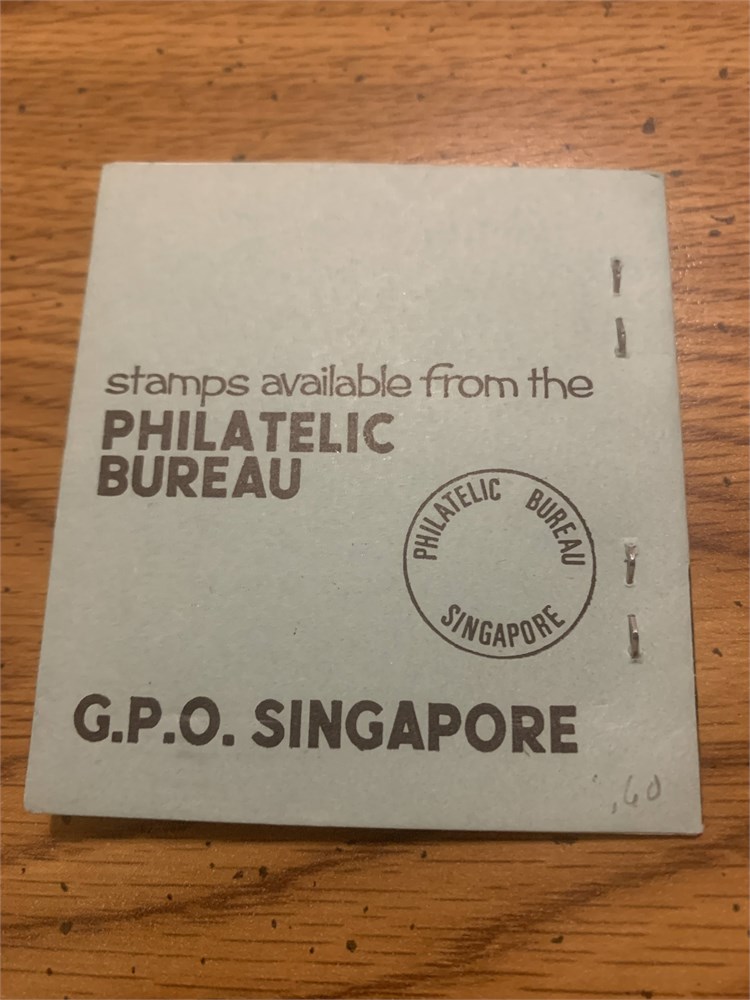 stamps available from the
PHILATELIC
BUREAU
PHILATELIC BUREAU
SINGAPORE
G.P.O. SINGAPORE
.60